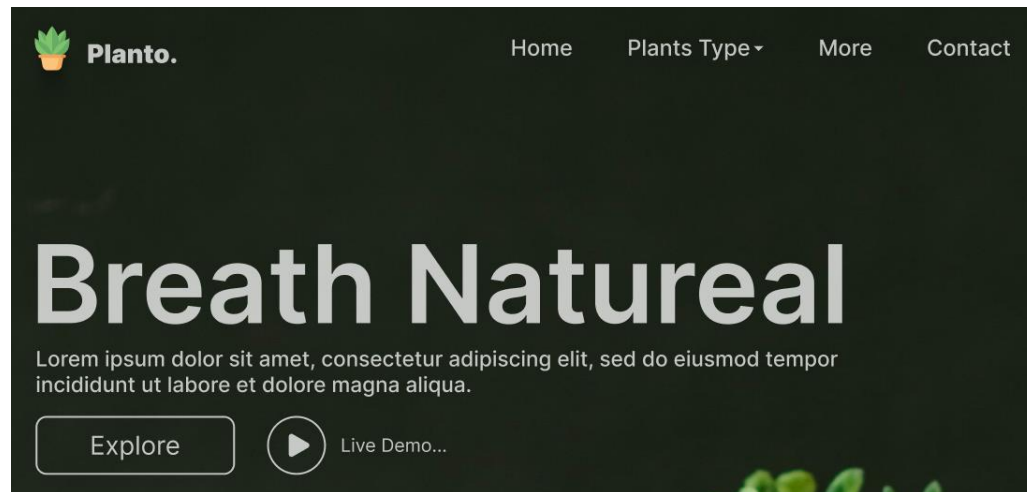 Planto.
Home Plants Type More Contact
Breath Natureal
Lorem ipsum dolor sit amet, consectetur adipiscing elit, sed do eiusmod tempor
incididunt ut labore et dolore magna aliqua.
Explore Live Demo...